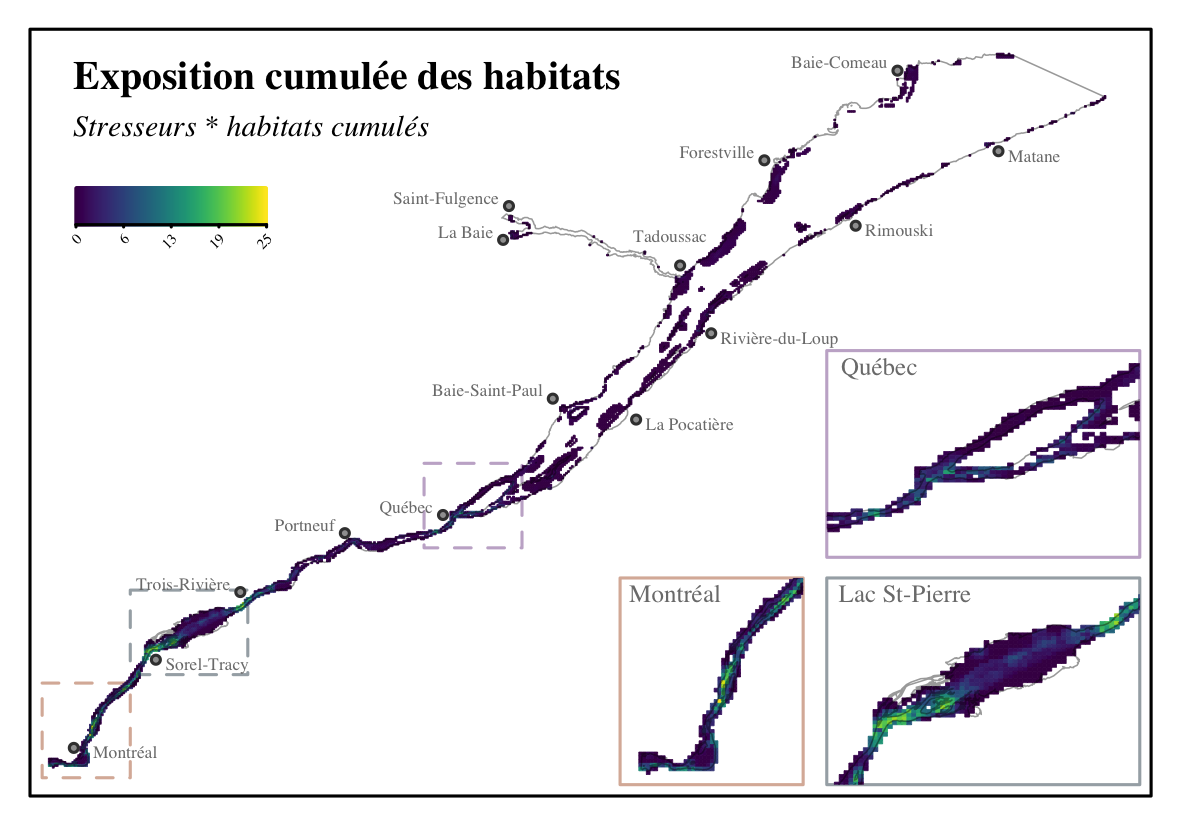 Exposition cumulée des habitats
Stresseurs * habitats cumulés
0 6 13 19 25
Baie-Comeau
Forestville
Matane
Saint-Fulgence
La Baie
Tadoussac
Rimouski
Rivière-du-Loup
Baie-Saint-Paul
La Pocatière
Québec
Portneuf
Trois-Rivière
Sorel-Tracy
Montréal
Québec
Montréal
Lac St-Pierre